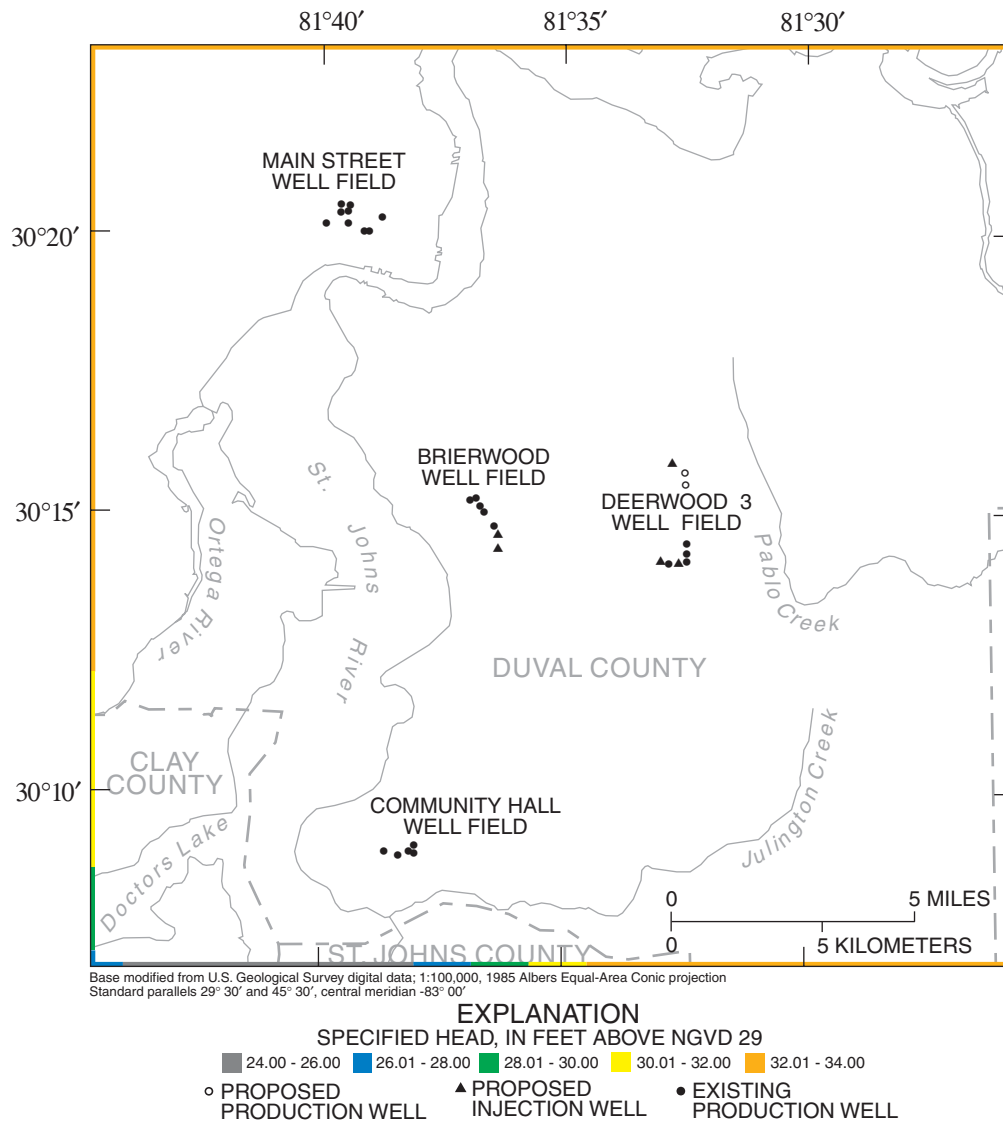 81°40′ 81°35′ 81°30′
MAIN STREET
WELL FIELD
30°20′
BRIERWOOD
WELL FIELD
DEERWOOD 3
WELL FIELD
30°15′
St. Johns River
Ortega River
Pablo Creek
DUVAL COUNTY
CLAY
COUNTY
30°10′
COMMUNITY HALL
WELL FIELD
Julington Creek
Doctors Lake
0 5 MILES
0 5 KILOMETERS
ST. JOHNS COUNTY
Base modified from U.S. Geological Survey digital data; 1:100,000, 1985 Albers Equal-Area Conic projection
Standard parallels 29° 30′ and 45° 30′, central meridian -83° 00′
EXPLANATION
SPECIFIED HEAD, IN FEET ABOVE NGVD 29
24.00 - 26.00 26.01 - 28.00 28.01 - 30.00 30.01 - 32.00 32.01 - 34.00
PROPOSED
PRODUCTION WELL
PROPOSED
INJECTION WELL
EXISTING
PRODUCTION WELL